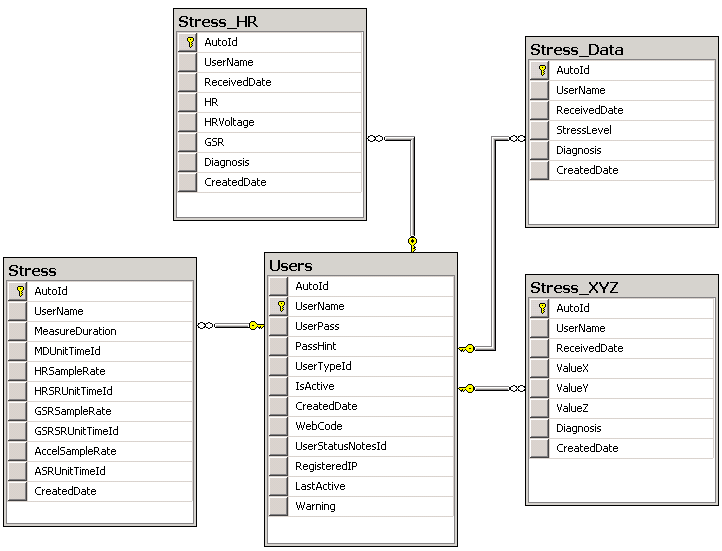 Stress_HR
AutoId
UserName
ReceivedDate
HR
HRVoltage
GSR
Diagnosis
CreatedDate
Stress_Data
AutoId
UserName
ReceivedDate
StressLevel
Diagnosis
CreatedDate
Stress
AutoId
UserName
MeasureDuration
MDUnitTimeId
HRSampleRate
HRSRUnitTimeId
GSRSampleRate
GSRSRUnitTimeId
AccelSampleRate
ASRUnitTimeId
CreatedDate
Users
AutoId
UserName
UserPass
PassHint
UserTypeId
IsActive
CreatedDate
WebCode
UserStatusNotesId
RegisteredIP
LastActive
Warning
Stress_XYZ
AutoId
UserName
ReceivedDate
ValueX
ValueY
ValueZ
Diagnosis
CreatedDate